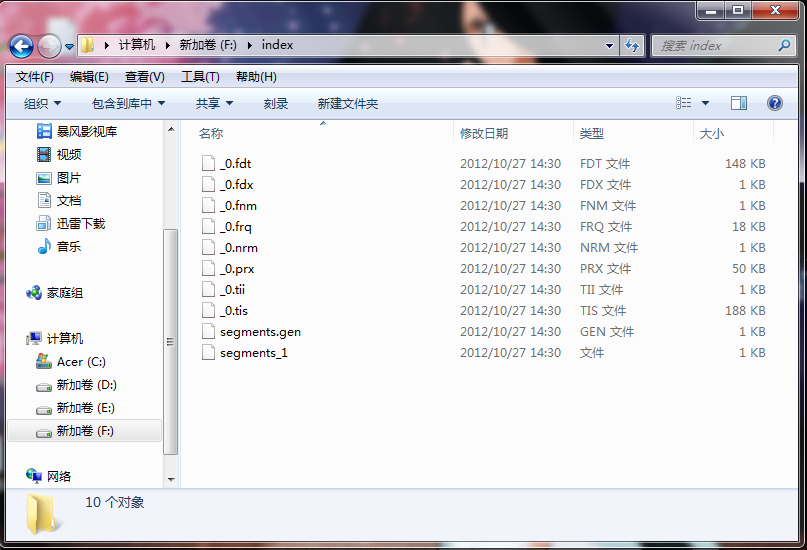 计算机 新加卷 (F:) index 搜索 index
文件(F) 编辑(E) 查看(V) 工具(T) 帮助(H)
组织 包含到库中 共享 刻录 新建文件夹
名称 修改日期 类型 大小
暴风影视库
视频
图片
文档
迅雷下载
音乐
家庭组
计算机
Acer (C:)
新加卷 (D:)
新加卷 (E:)
新加卷 (F:)
网络
_0.fdt 2012/10/27 14:30 FDT 文件 148 KB
_0.fdx 2012/10/27 14:30 FDX 文件 1 KB
_0.fnm 2012/10/27 14:30 FNM 文件 1 KB
_0.frq 2012/10/27 14:30 FRQ 文件 18 KB
_0.nrm 2012/10/27 14:30 NRM 文件 1 KB
_0.prx 2012/10/27 14:30 PRX 文件 50 KB
_0.tii 2012/10/27 14:30 TII 文件 1 KB
_0.tis 2012/10/27 14:30 TIS 文件 188 KB
segments.gen 2012/10/27 14:30 GEN 文件 1 KB
segments_1 2012/10/27 14:30 文件 1 KB
10 个对象